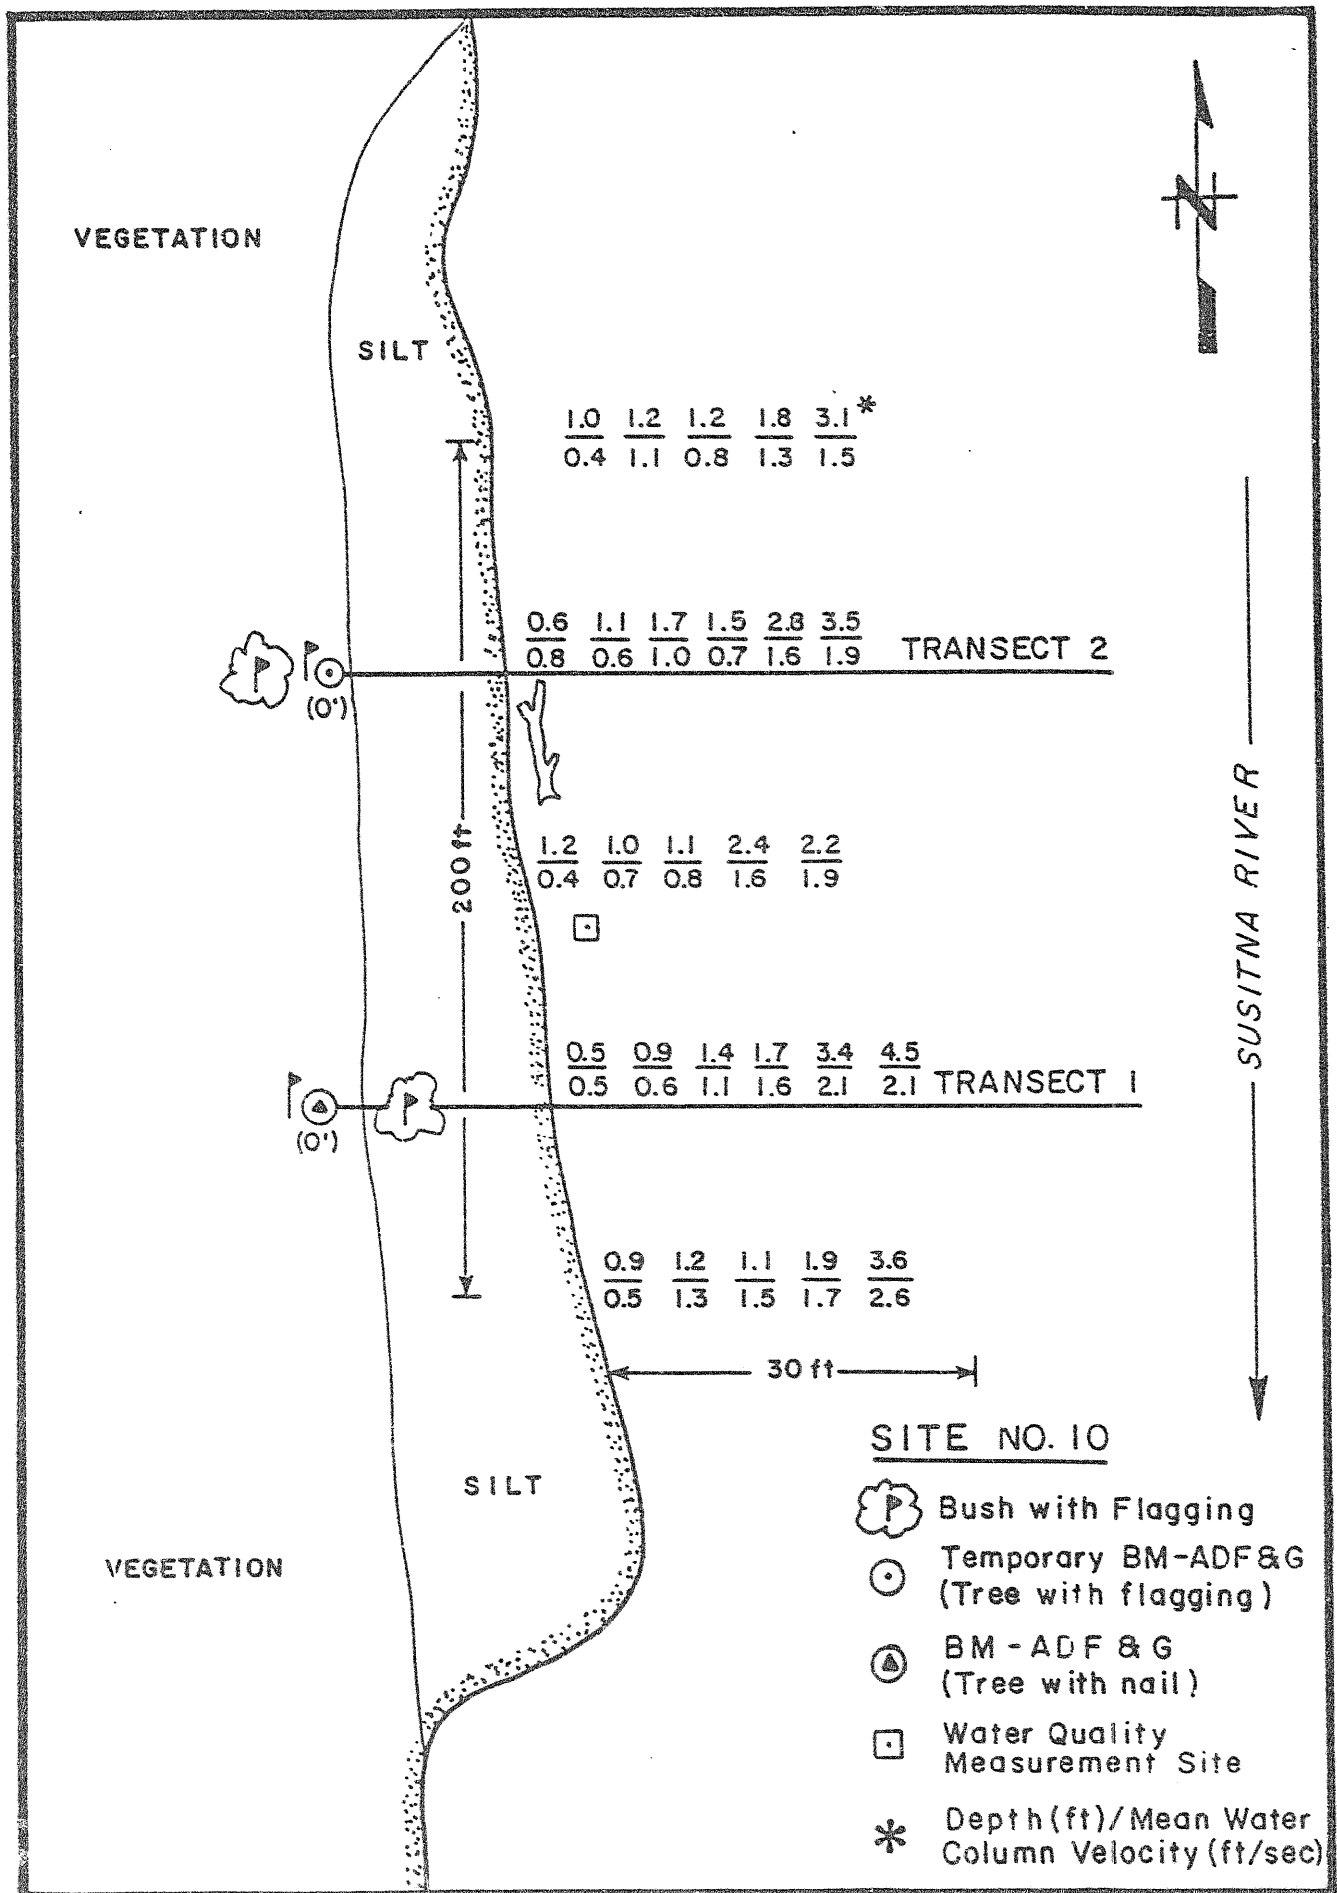 VEGETATION
SILT
1.0 1.2 1.2 1.8 3.1*
0.4 1.1 0.8 1.3 1.5
0.6 1.1 1.7 1.5 2.8 3.5
0.8 0.6 1.0 0.7 1.6 1.9
TRANSECT 2
(0')
200 ft
1.2 1.0 1.1 2.4 2.2
0.4 0.7 0.8 1.6 1.9
SUSITNA RIVER
0.5 0.9 1.4 1.7 3.4 4.5
0.5 0.6 1.1 1.6 2.1 2.1
TRANSECT 1
(0')
0.9 1.2 1.1 1.9 3.6
0.5 1.3 1.5 1.7 2.6
30 ft
SILT
VEGETATION
SITE NO. 10
Bush with Flagging
Temporary BM-ADF&G
(Tree with flagging)
BM-ADF & G
(Tree with nail)
Water Quality
Measurement Site
* Depth (ft)/Mean Water
Column Velocity (ft/sec)
N